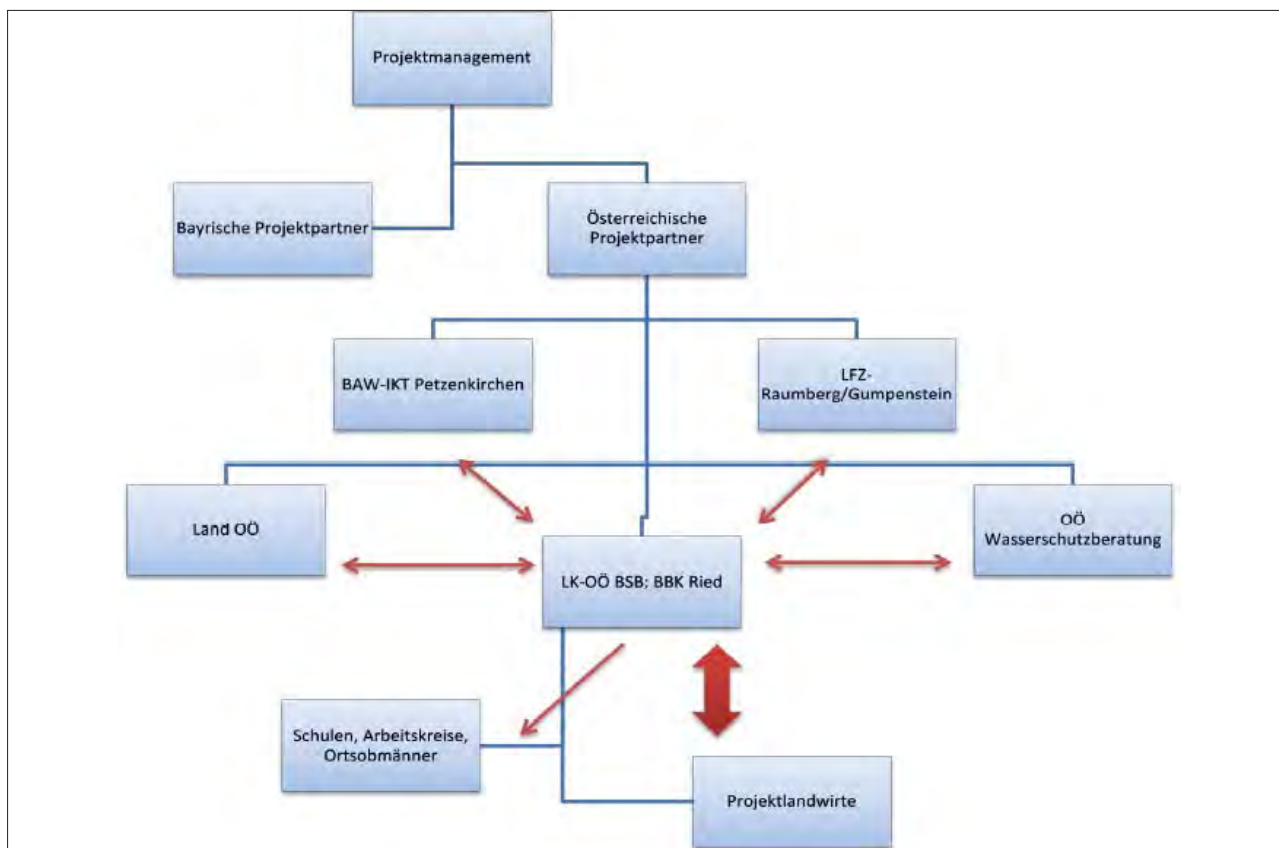 Projektmanagement
Bayrische Projektpartner
Österreichische
Projektpartner
BAW-IKT Petzenkirchen
LFZ-
Raumberg/Gumpenstein
Land OÖ
OÖ
Wasserschutzberatung
LK-OÖ BSB; BBK Ried
Schulen, Arbeitskreise,
Ortsobmänner
Projektlandwirte